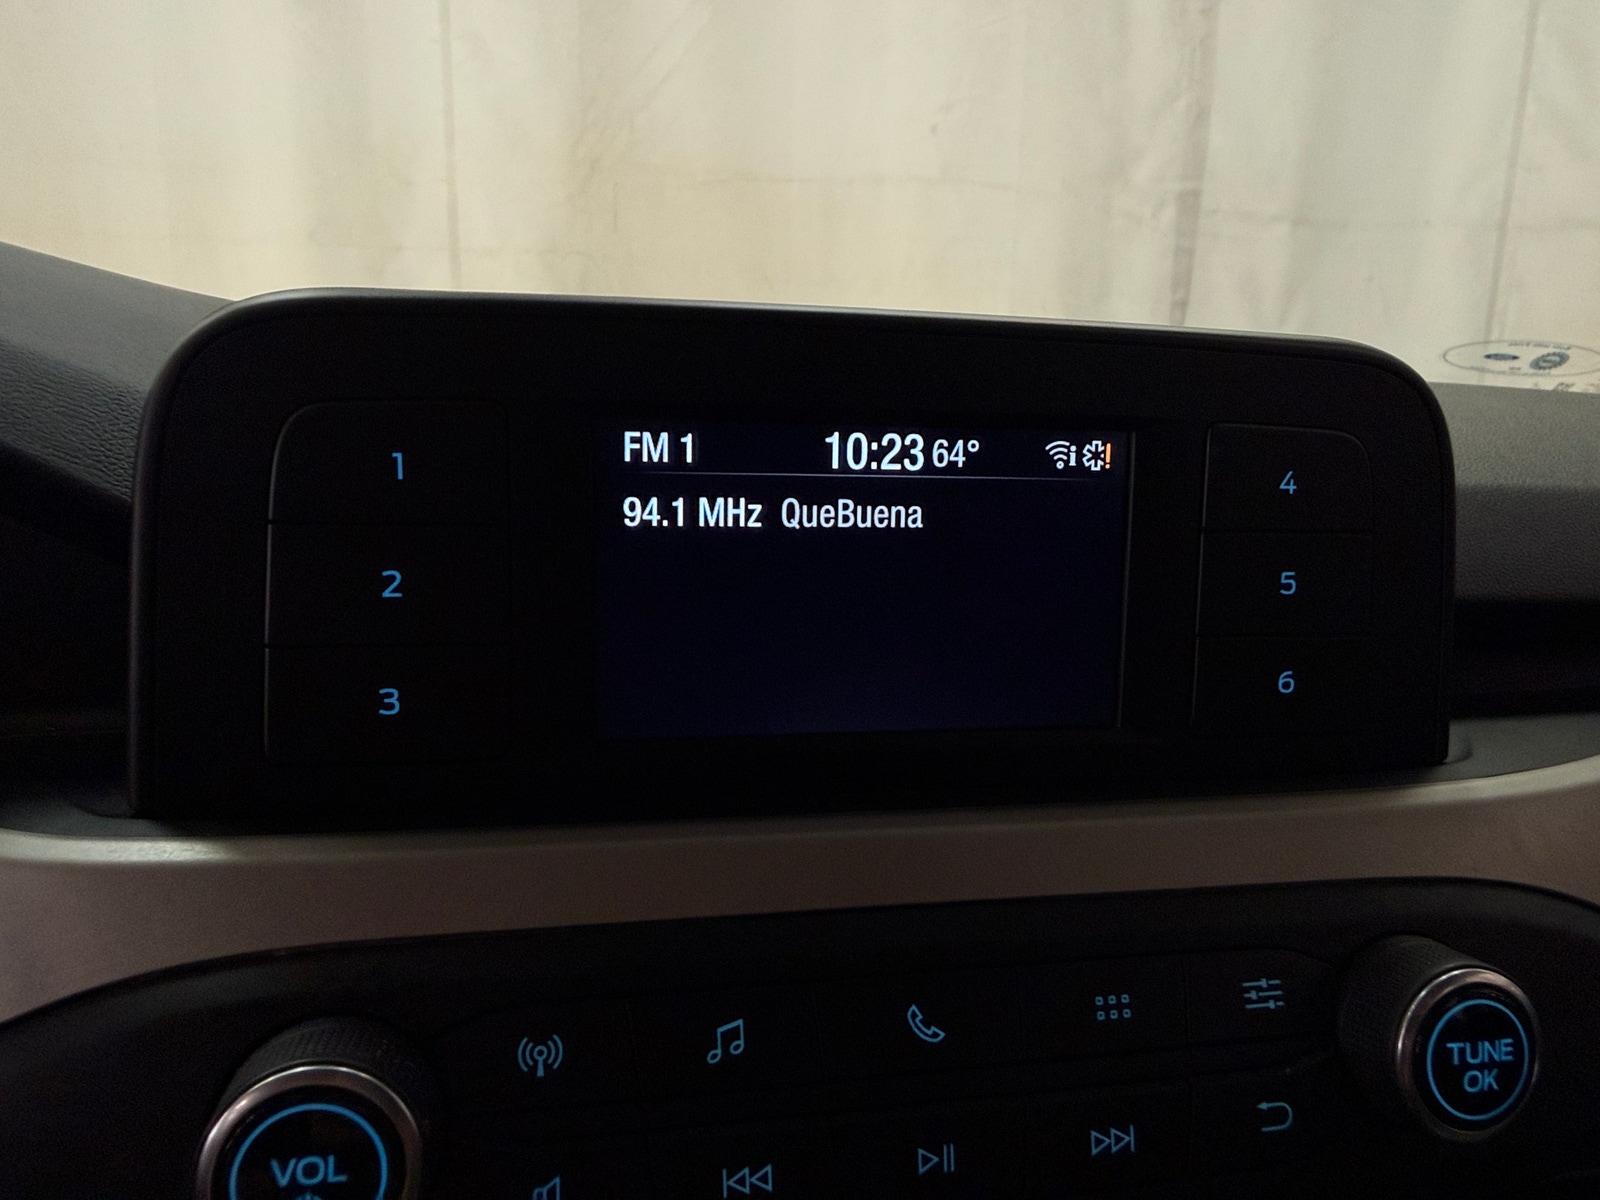 FM 1 10:23 64°
94.1 MHz QueBuena
1
2
3
4
5
6
VOL
TUNE
OK